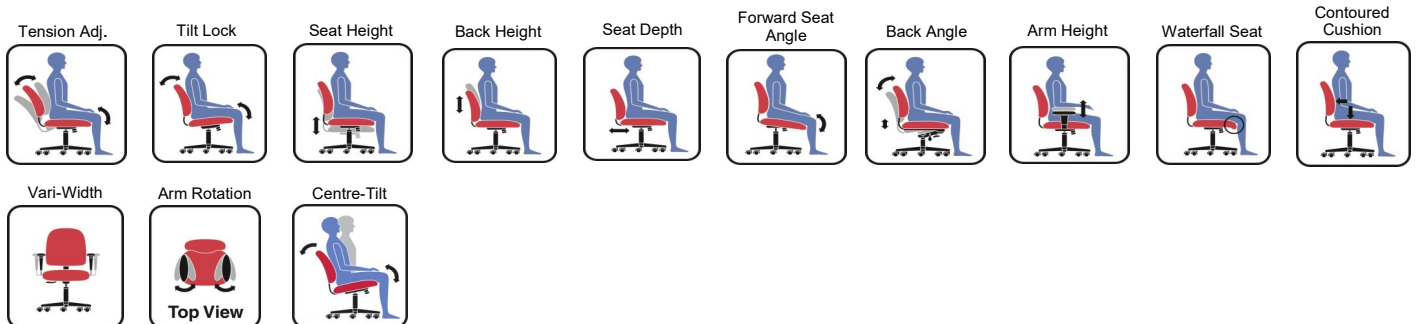 Tension Adj.
Tilt Lock
Seat Height
Back Height
Seat Depth
Forward Seat
Angle
Back Angle
Arm Height
Waterfall Seat
Contoured
Cushion
Vari-Width
Arm Rotation
Centre-Tilt
Top View